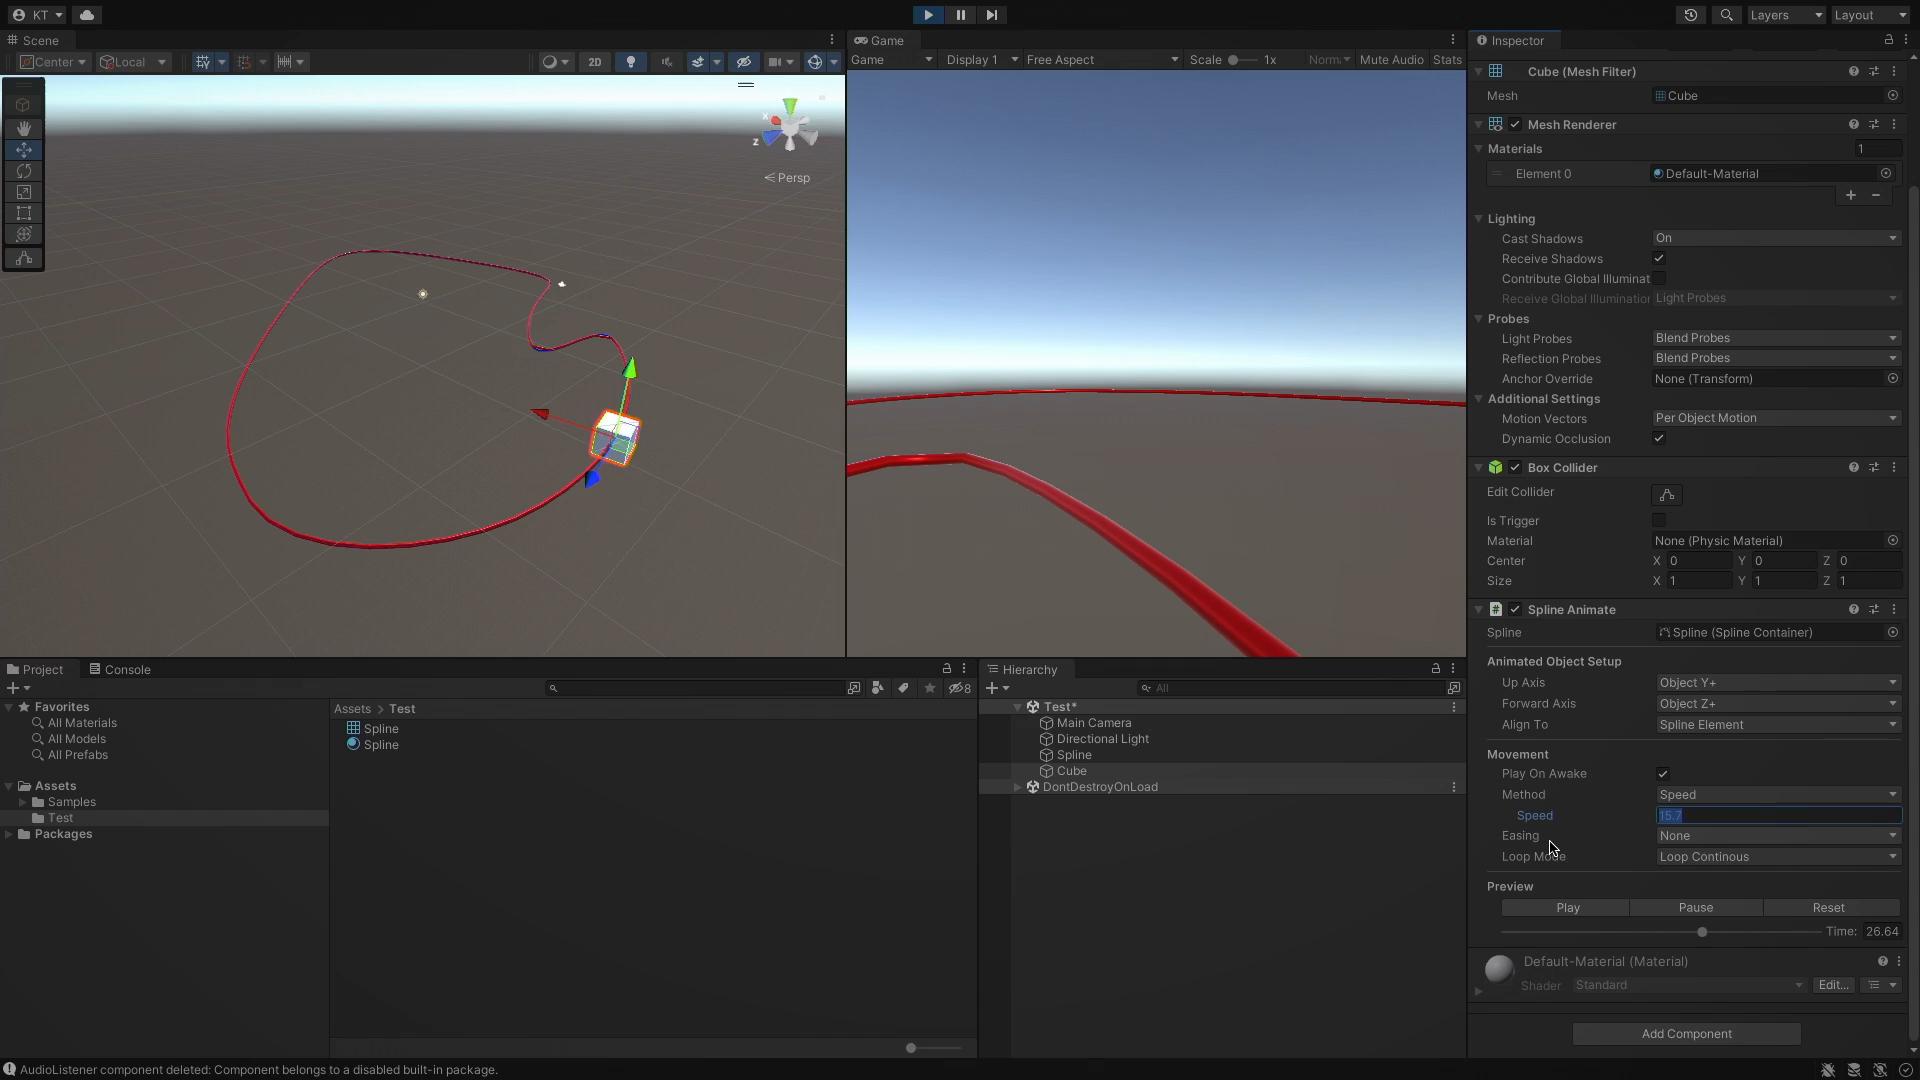 KT
Layers
Layout
Scene
Game
Inspector
Center
Local
2D
Game
Display 1
Free Aspect
Scale
1x
Norm
Mute Audio
Stats
x
z
Persp
Cube (Mesh Filter)
Mesh
Cube
Mesh Renderer
Materials
1
Element 0
Default-Material
Lighting
Cast Shadows
On
Receive Shadows
Contribute Global Illuminat
Receive Global Illumination
Light Probes
Probes
Light Probes
Blend Probes
Reflection Probes
Blend Probes
Anchor Override
None (Transform)
Additional Settings
Motion Vectors
Per Object Motion
Dynamic Occlusion
Box Collider
Edit Collider
Is Trigger
Material
None (Physic Material)
Center
X 0 Y 0 Z 0
Size
X 1 Y 1 Z 1
Spline Animate
Spline
Spline (Spline Container)
Animated Object Setup
Up Axis
Object Y+
Forward Axis
Object Z+
Align To
Spline Element
Movement
Play On Awake
Method
Speed
Speed
15.7
Easing
None
Loop Mode
Loop Continous
Preview
Play
Pause
Reset
Time: 26.64
Default-Material (Material)
Shader
Standard
Edit...
Add Component
Project
Console
8
Favorites
All Materials
All Models
All Prefabs
Assets
Samples
Test
Packages
Assets > Test
Spline
Spline
Hierarchy
All
Test*
Main Camera
Directional Light
Spline
Cube
DontDestroyOnLoad
AudioListener component deleted: Component belongs to a disabled built-in package.